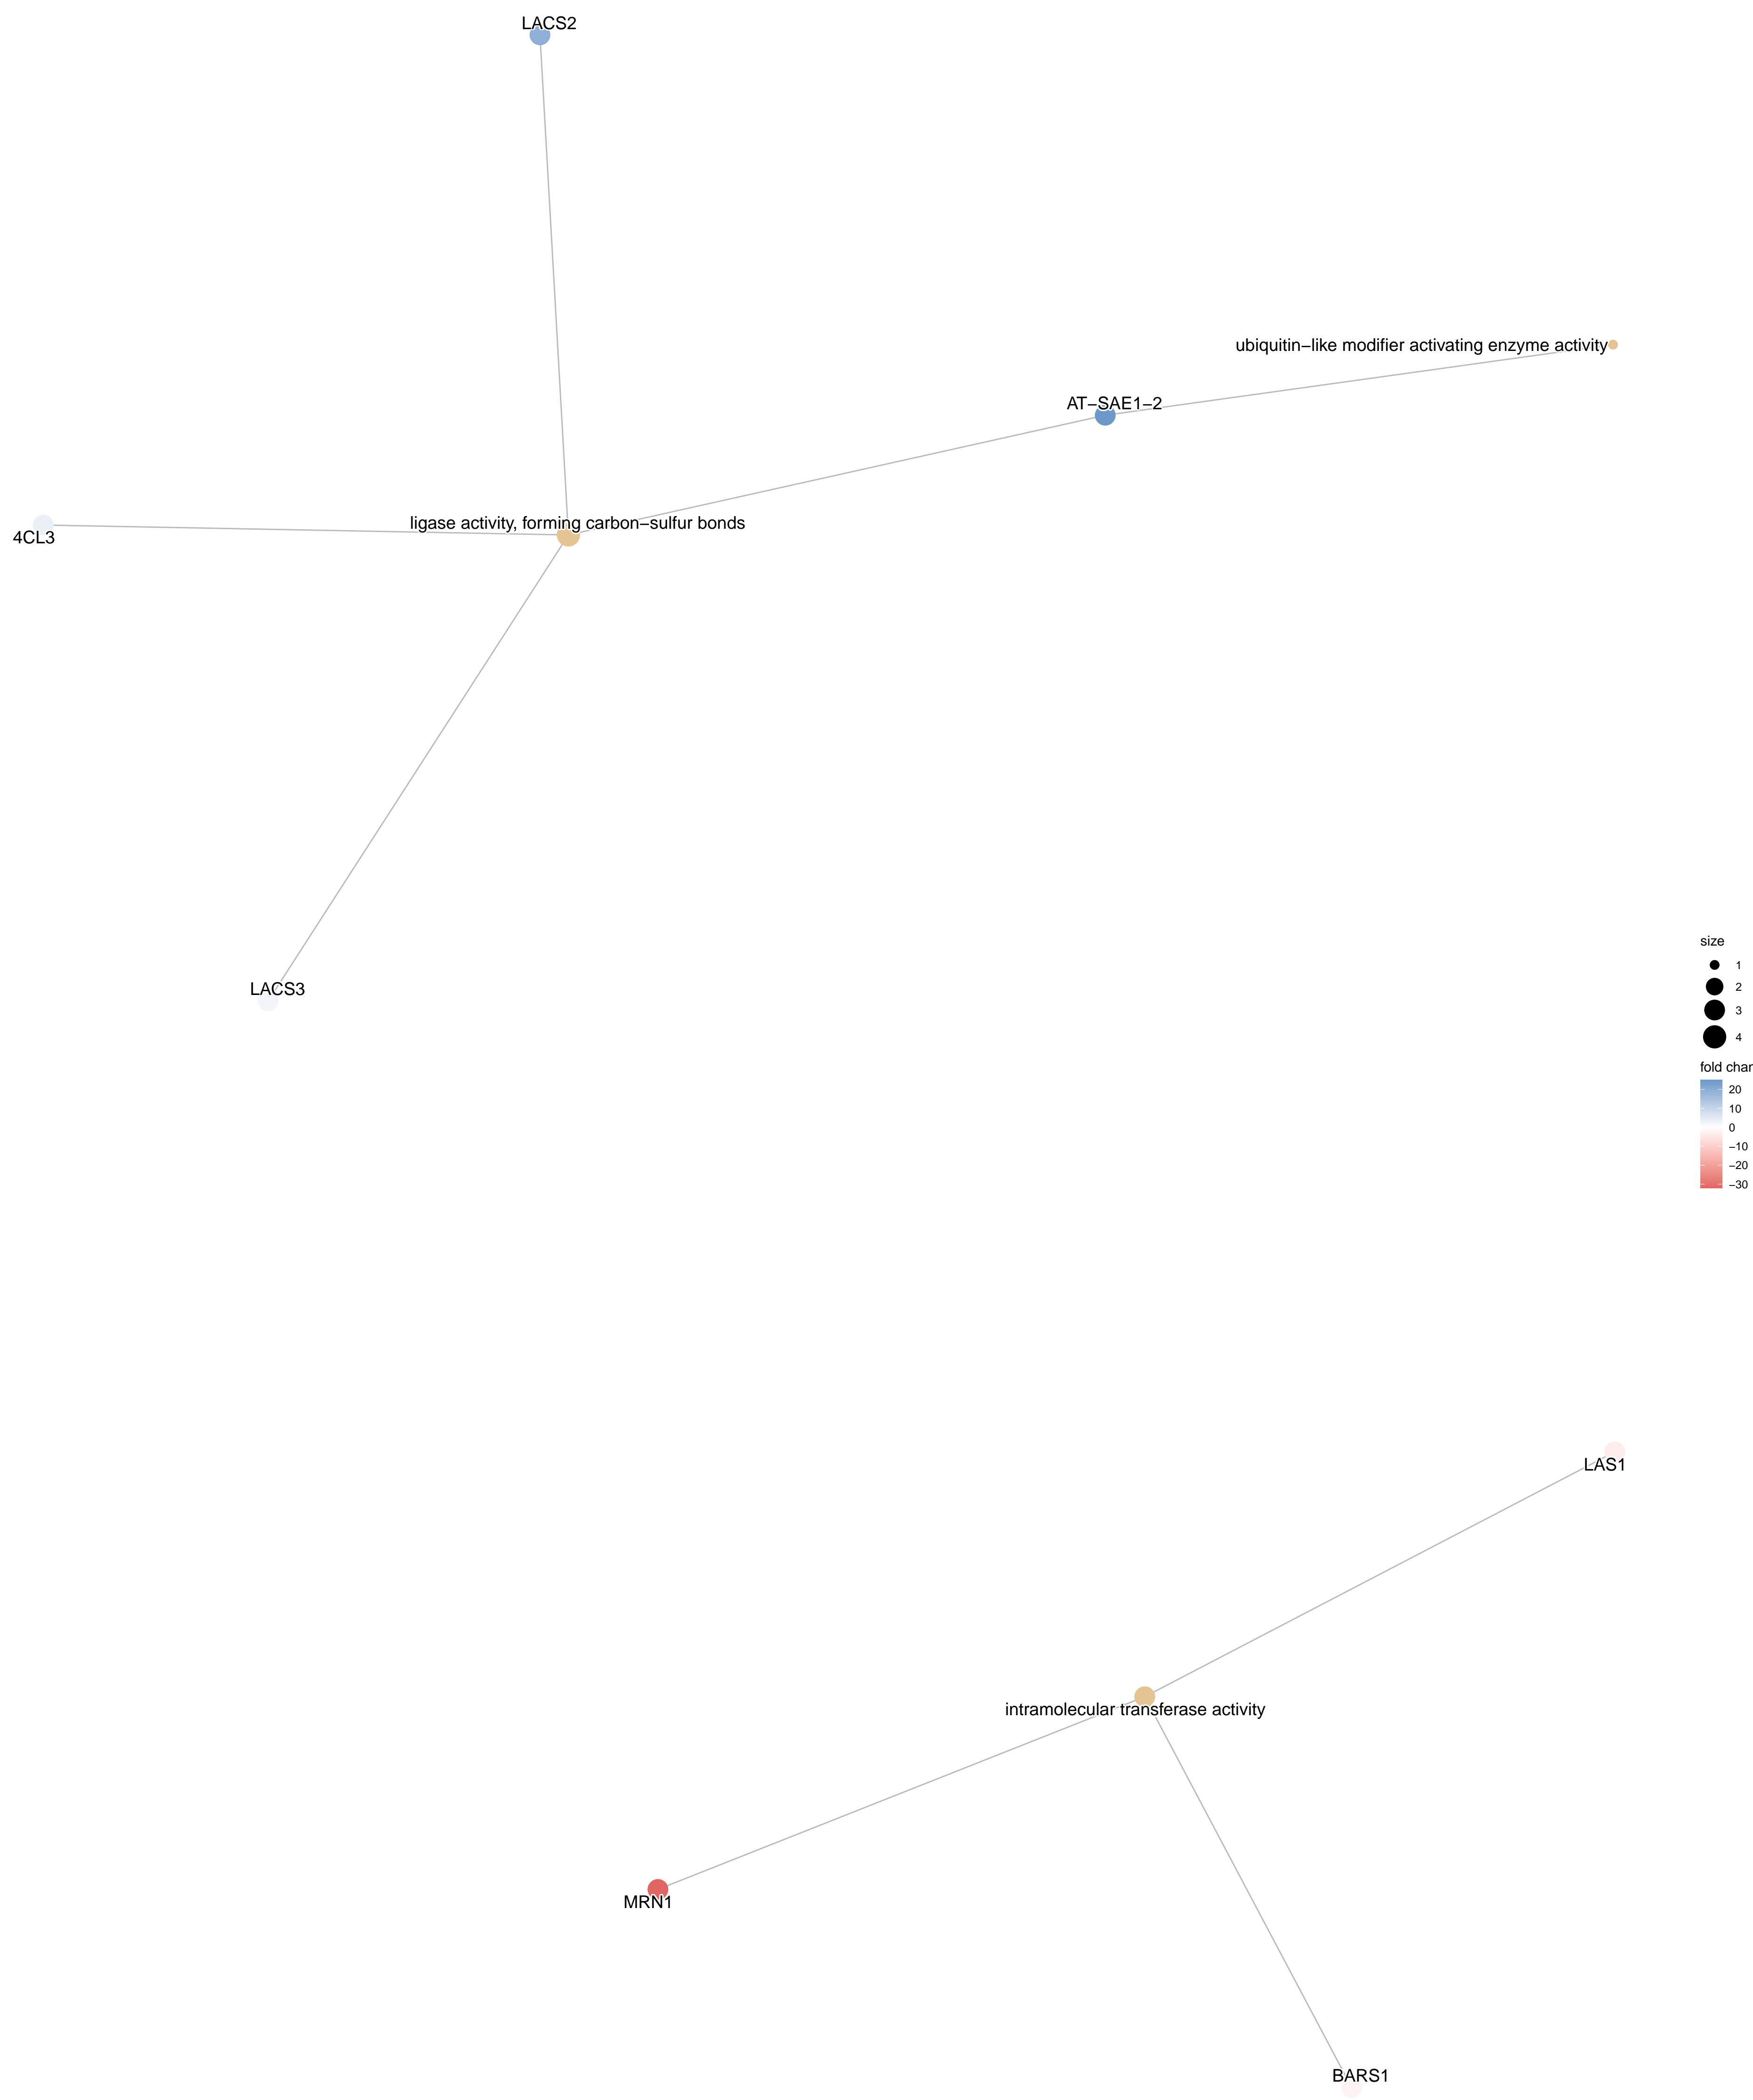 LACS2
ubiquitin−like modifier activating enzyme activity
AT−SAE1−2
ligase activity, forming carbon−sulfur bonds
4CL3
LACS3
size
1
2
3
4
fold char
20
10
0
−10
−20
−30
LAS1
intramolecular transferase activity
MRN1
BARS1